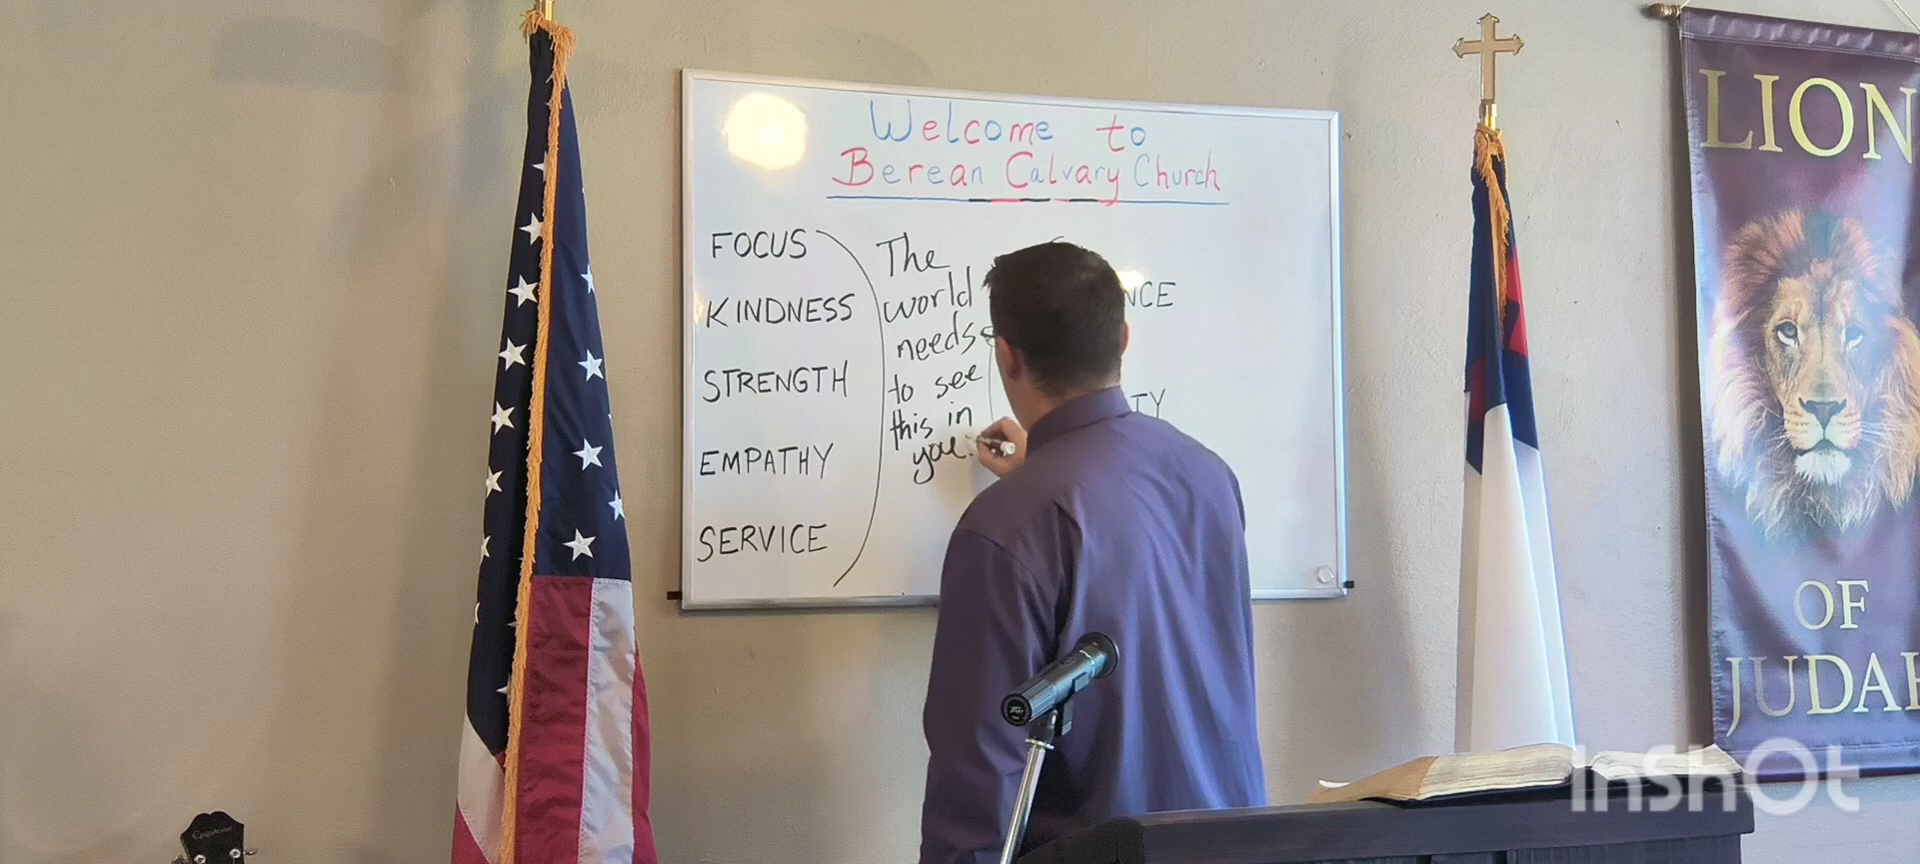 Welcome to
Berean Calvary Church
FOCUS
KINDNESS
STRENGTH
EMPATHY
SERVICE
The
world
needs
to see
this in
you.
LION
OF
JUDAH
Epiphone
InShOt